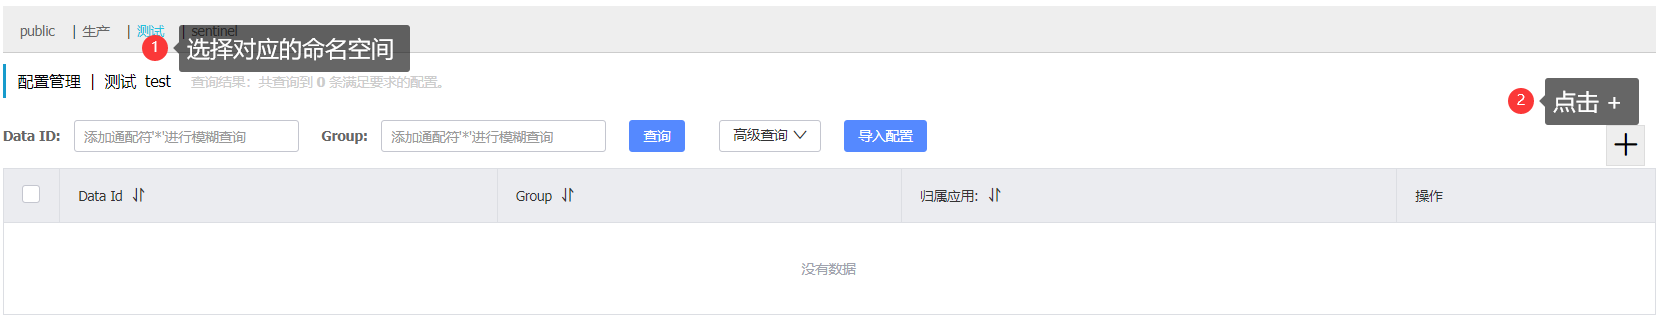 public | 生产 | 测试 | sentinel
1 选择对应的命名空间
配置管理 | 测试 test 查询结果：共查询到 0 条满足要求的配置。
2 点击 +
Data ID: 添加通配符'*'进行模糊查询 Group: 添加通配符'*'进行模糊查询 查询 高级查询 导入配置
Data Id Group 归属应用: 操作
没有数据